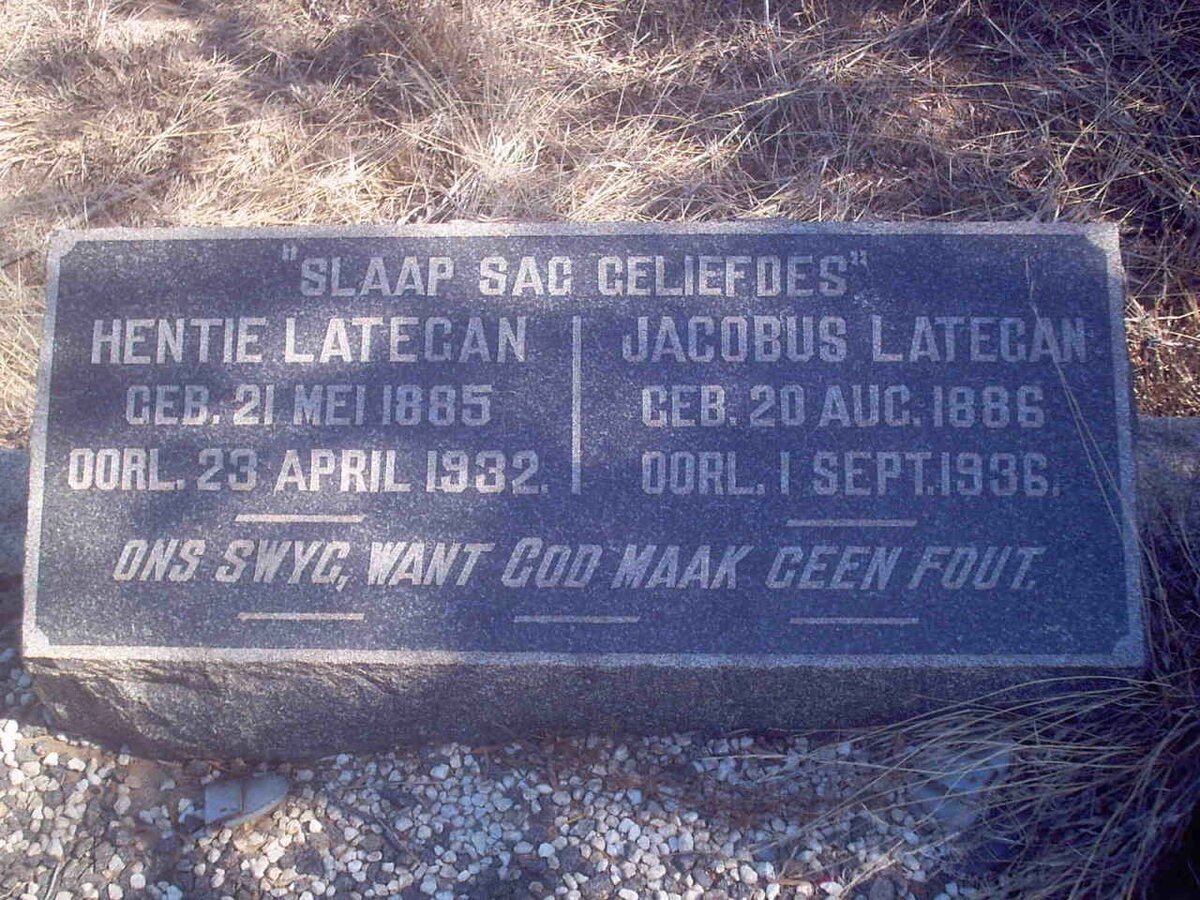 "SLAAP SAG GELIEFDES"
HENTIE LATEGAN
GEB. 21 MEI 1885
OORL. 23 APRIL 1932.
JACOBUS LATEGAN
GEB. 20 AUG. 1886
OORL. 1 SEPT. 1936.
ONS SWYG, WANT GOD MAAK GEEN FOUT.